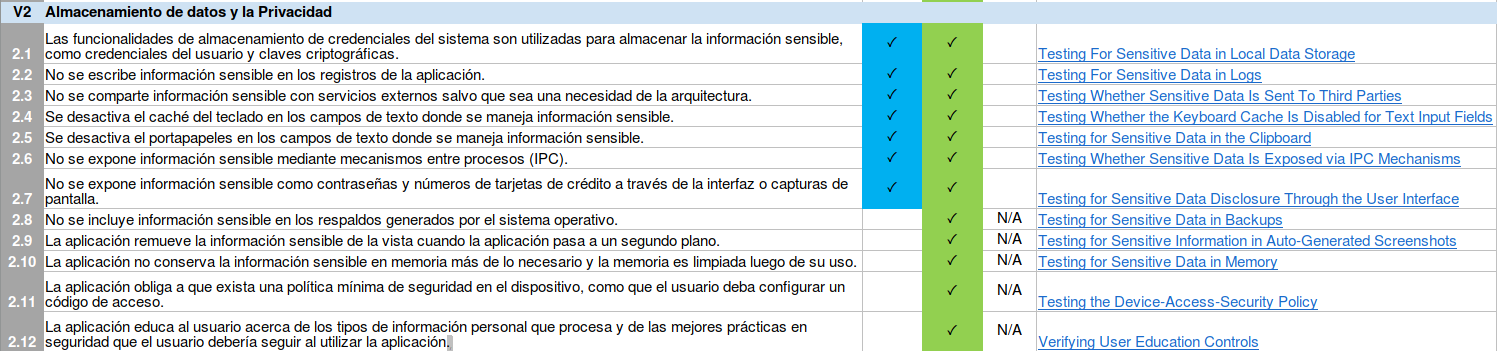 V2 Almacenamiento de datos y la Privacidad
Las funcionalidades de almacenamiento de credenciales del sistema son utilizadas para almacenar la información sensible,
2.1 como credenciales del usuario y claves criptográficas. ✓ ✓ Testing For Sensitive Data in Local Data Storage
2.2 No se escribe información sensible en los registros de la aplicación. ✓ ✓ Testing For Sensitive Data in Logs
2.3 No se comparte información sensible con servicios externos salvo que sea una necesidad de la arquitectura. ✓ ✓ Testing Whether Sensitive Data Is Sent To Third Parties
2.4 Se desactiva el caché del teclado en los campos de texto donde se maneja información sensible. ✓ ✓ Testing Whether the Keyboard Cache Is Disabled for Text Input Fields
2.5 Se desactiva el portapapeles en los campos de texto donde se maneja información sensible. ✓ ✓ Testing for Sensitive Data in the Clipboard
2.6 No se expone información sensible mediante mecanismos entre procesos (IPC). ✓ ✓ Testing Whether Sensitive Data Is Exposed via IPC Mechanisms
No se expone información sensible como contraseñas y números de tarjetas de crédito a través de la interfaz o capturas de
2.7 pantalla. ✓ ✓ Testing for Sensitive Data Disclosure Through the User Interface
2.8 No se incluye información sensible en los respaldos generados por el sistema operativo. ✓ N/A Testing for Sensitive Data in Backups
2.9 La aplicación remueve la información sensible de la vista cuando la aplicación pasa a un segundo plano. ✓ N/A Testing for Sensitive Information in Auto-Generated Screenshots
2.10 La aplicación no conserva la información sensible en memoria más de lo necesario y la memoria es limpiada luego de su uso. ✓ N/A Testing for Sensitive Data in Memory
La aplicación obliga a que exista una política mínima de seguridad en el dispositivo, como que el usuario deba configurar un
2.11 código de acceso. ✓ N/A Testing the Device-Access-Security Policy
La aplicación educa al usuario acerca de los tipos de información personal que procesa y de las mejores prácticas en
2.12 seguridad que el usuario debería seguir al utilizar la aplicación. ✓ N/A Verifying User Education Controls